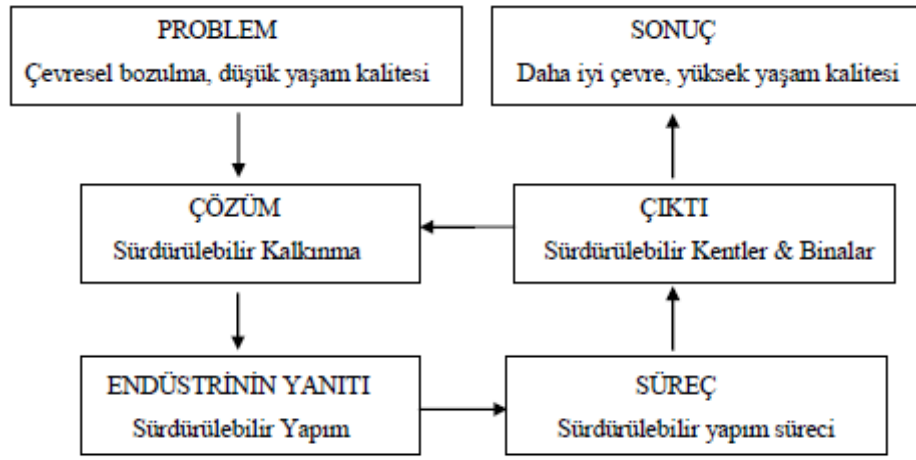 PROBLEM
Çevresel bozulma, düşük yaşam kalitesi
SONUÇ
Daha iyi çevre, yüksek yaşam kalitesi
ÇÖZÜM
Sürdürülebilir Kalkınma
ÇIKTI
Sürdürülebilir Kentler & Binalar
ENDÜSTRİNİN YANITI
Sürdürülebilir Yapım
SÜREÇ
Sürdürülebilir yapım süreci